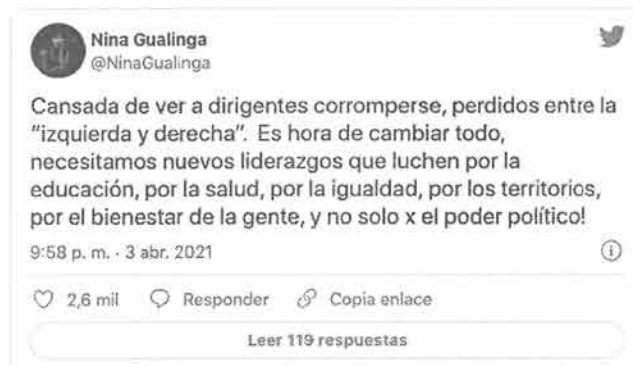 Nina Gualinga
@NinaGualinga
Cansada de ver a dirigentes corromperse, perdidos entre la
"izquierda y derecha". Es hora de cambiar todo,
necesitamos nuevos liderazgos que luchen por la
educación, por la salud, por la igualdad, por los territorios,
por el bienestar de la gente, y no solo x el poder político!
9:58 p. m. · 3 abr. 2021
2,6 mil Responder Copia enlace
Leer 119 respuestas